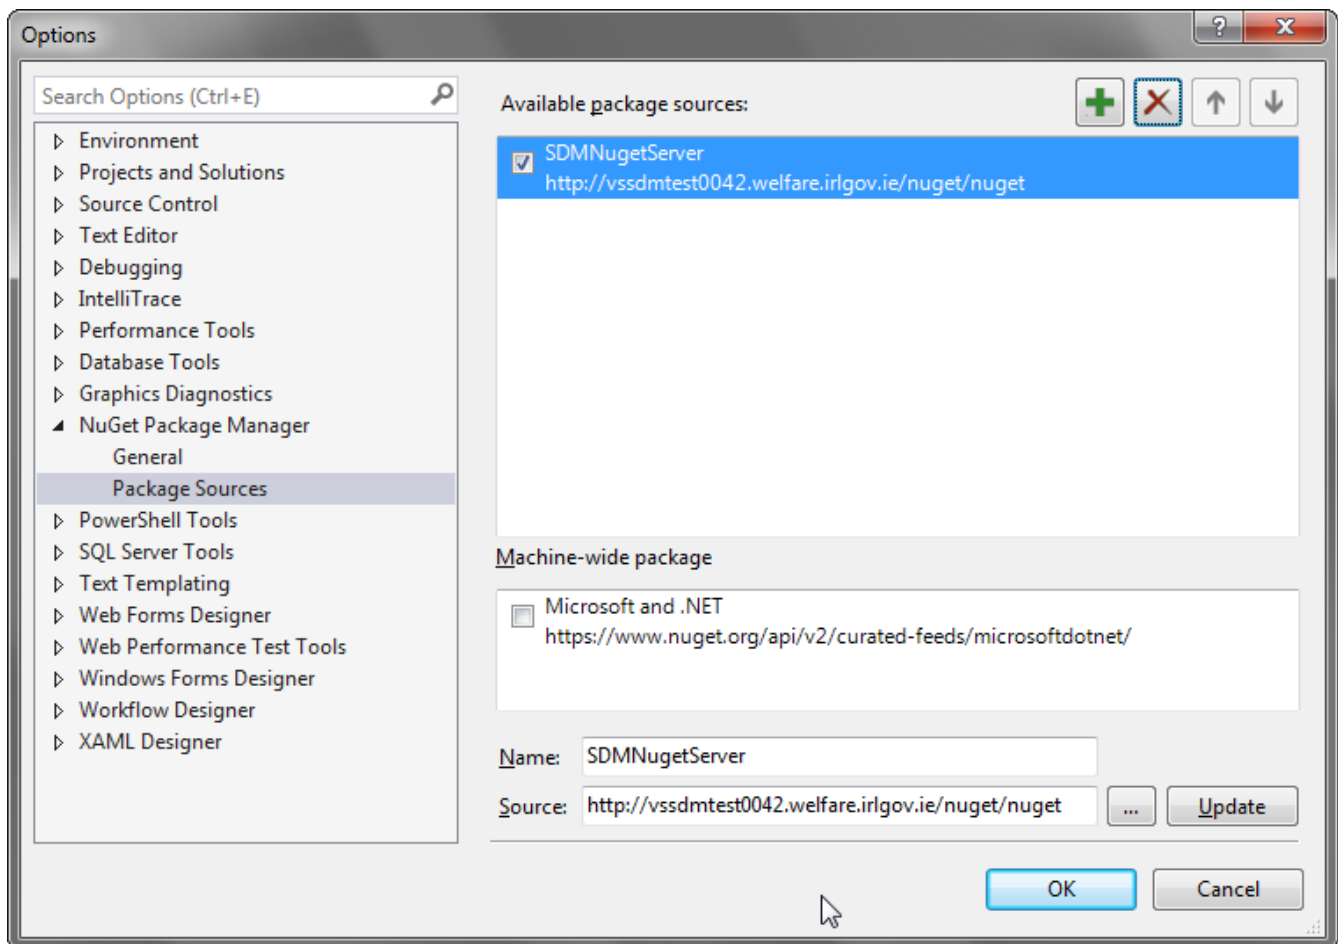 Options
Search Options (Ctrl+E)
Environment
Projects and Solutions
Source Control
Text Editor
Debugging
IntelliTrace
Performance Tools
Database Tools
Graphics Diagnostics
NuGet Package Manager
General
Package Sources
PowerShell Tools
SQL Server Tools
Text Templating
Web Forms Designer
Web Performance Test Tools
Windows Forms Designer
Workflow Designer
XAML Designer
Available package sources:
SDMNugetServer
http://vssdmtest0042.welfare.irlgov.ie/nuget/nuget
Machine-wide package
Microsoft and .NET
https://www.nuget.org/api/v2/curated-feeds/microsoftdotnet/
Name: SDMNugetServer
Source: http://vssdmtest0042.welfare.irlgov.ie/nuget/nuget ... Update
OK Cancel